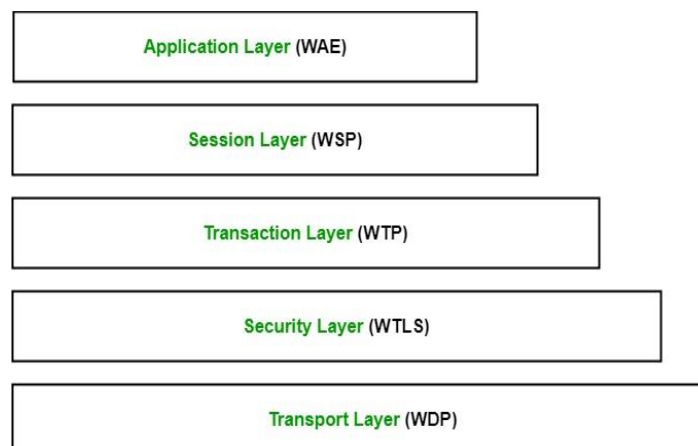 Application Layer (WAE)
Session Layer (WSP)
Transaction Layer (WTP)
Security Layer (WTLS)
Transport Layer (WDP)